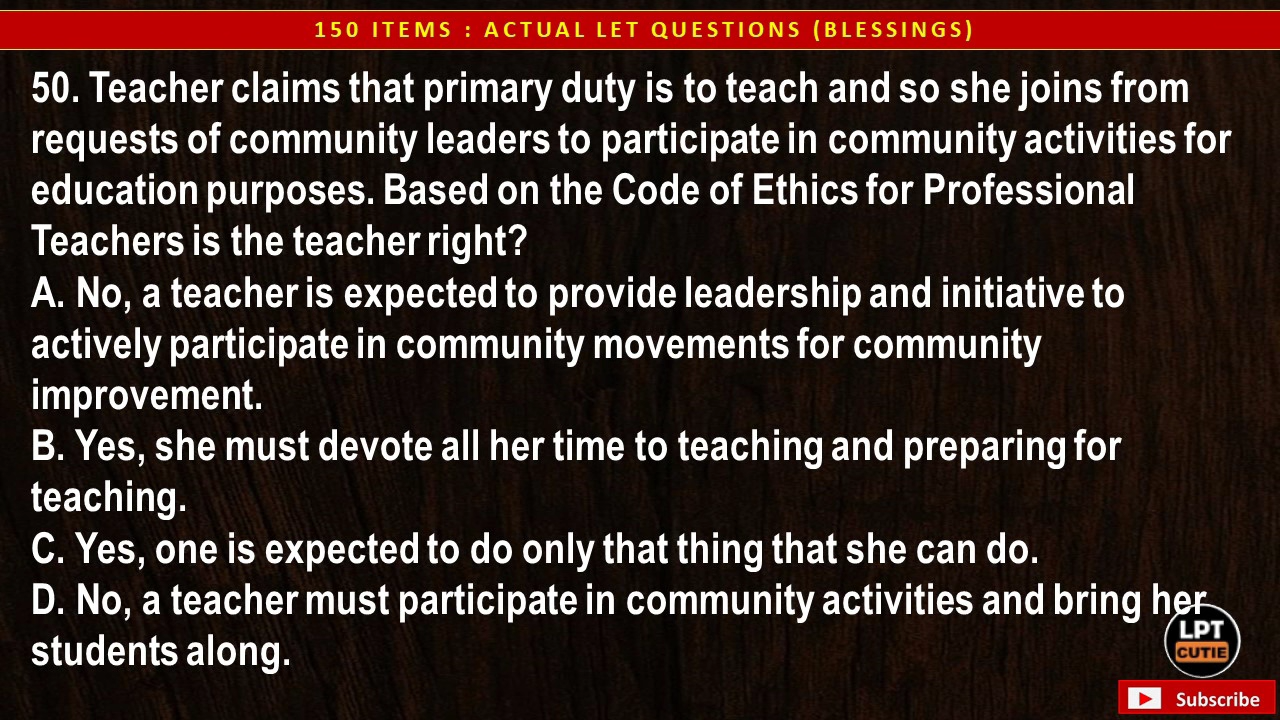 150 ITEMS : ACTUAL LET QUESTIONS (BLESSINGS)
50. Teacher claims that primary duty is to teach and so she joins from
requests of community leaders to participate in community activities for
education purposes. Based on the Code of Ethics for Professional
Teachers is the teacher right?
A. No, a teacher is expected to provide leadership and initiative to
actively participate in community movements for community
improvement.
B. Yes, she must devote all her time to teaching and preparing for
teaching.
C. Yes, one is expected to do only that thing that she can do.
D. No, a teacher must participate in community activities and bring her
students along.
LPT
CUTIE
Subscribe